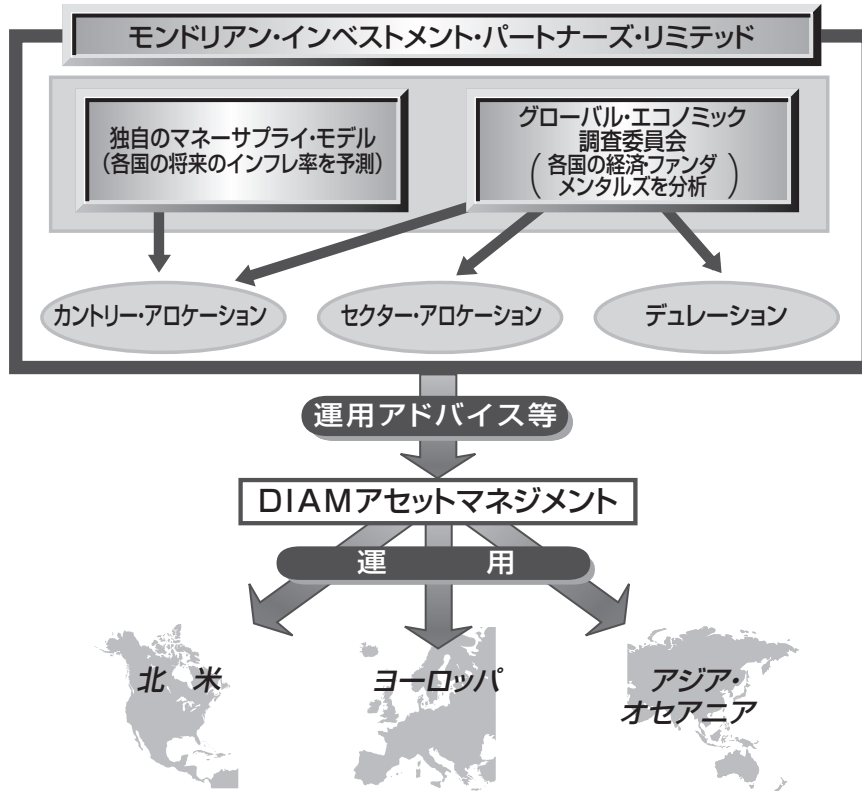 モンドリアン・インベストメント・パートナーズ・リミテッド
独自のマネーサプライ・モデル
（各国の将来のインフレ率を予測）
グローバル・エコノミック
調査委員会
（各国の経済ファンダ
メンタルズを分析）
カントリー・アロケーション
セクター・アロケーション
デュレーション
運用アドバイス等
DIAMアセットマネジメント
運　用
北　米
ヨーロッパ
アジア・
オセアニア